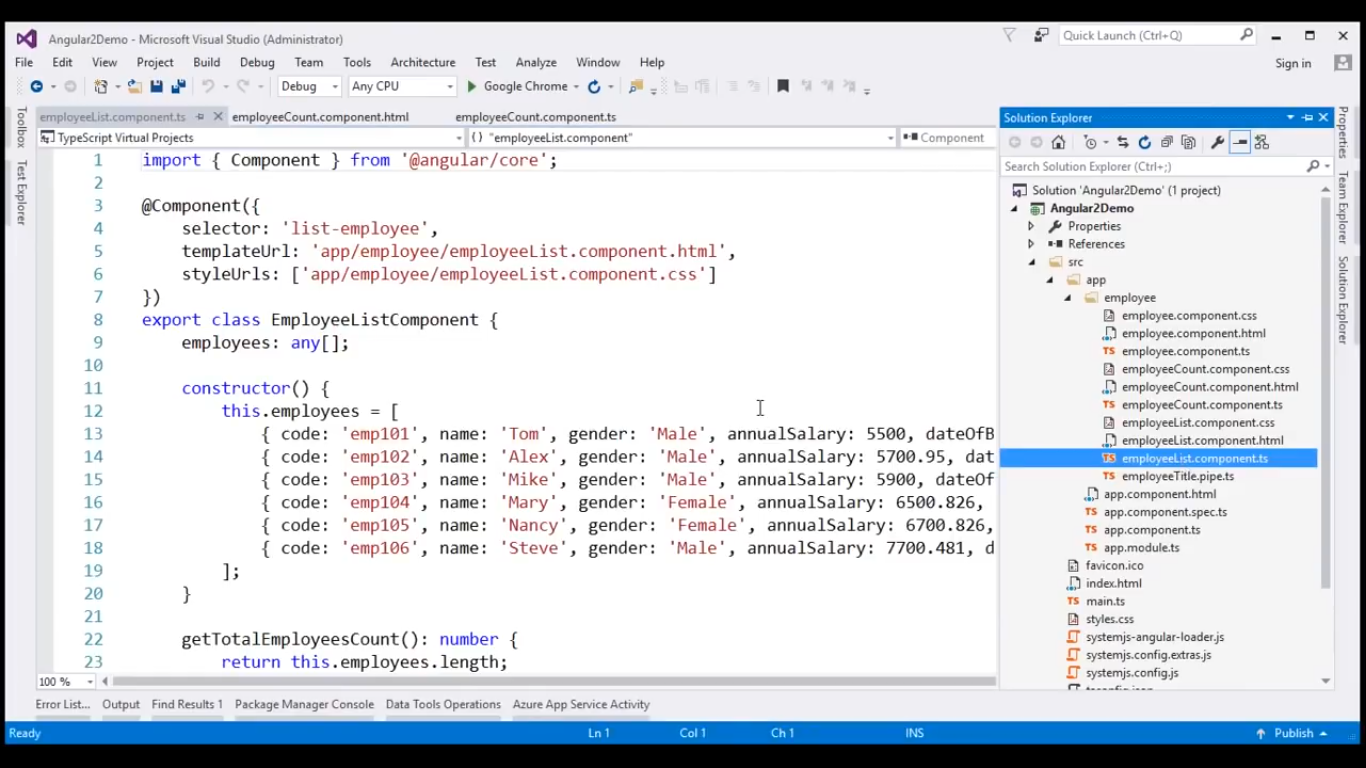 Angular2Demo - Microsoft Visual Studio (Administrator)
Quick Launch (Ctrl+Q)
File Edit View Project Build Debug Team Tools Architecture Test Analyze Window Help
Sign in
Debug Any CPU Google Chrome
Toolbox
Test Explorer
employeeList.component.ts employeeCount.component.html employeeCount.component.ts
TypeScript Virtual Projects {} "employeeList.component" Component
1 import { Component } from '@angular/core';
2
3 @Component({
4 selector: 'list-employee',
5 templateUrl: 'app/employee/employeeList.component.html',
6 styleUrls: ['app/employee/employeeList.component.css']
7 })
8 export class EmployeeListComponent {
9 employees: any[];
10
11 constructor() {
12 this.employees = [
13 { code: 'emp101', name: 'Tom', gender: 'Male', annualSalary: 5500, dateOfB
14 { code: 'emp102', name: 'Alex', gender: 'Male', annualSalary: 5700.95, dat
15 { code: 'emp103', name: 'Mike', gender: 'Male', annualSalary: 5900, dateOf
16 { code: 'emp104', name: 'Mary', gender: 'Female', annualSalary: 6500.826,
17 { code: 'emp105', name: 'Nancy', gender: 'Female', annualSalary: 6700.826,
18 { code: 'emp106', name: 'Steve', gender: 'Male', annualSalary: 7700.481, d
19 ];
20 }
21
22 getTotalEmployeesCount(): number {
23 return this.employees.length;
100 %
Solution Explorer
Search Solution Explorer (Ctrl+;)
Solution 'Angular2Demo' (1 project)
Angular2Demo
Properties
References
src
app
employee
employee.component.css
employee.component.html
TS employee.component.ts
employeeCount.component.css
employeeCount.component.html
TS employeeCount.component.ts
employeeList.component.css
employeeList.component.html
TS employeeList.component.ts
TS employeeTitle.pipe.ts
app.component.html
TS app.component.spec.ts
TS app.component.ts
TS app.module.ts
favicon.ico
index.html
TS main.ts
styles.css
systemjs-angular-loader.js
systemjs.config.extras.js
systemjs.config.js
Properties
Team Explorer
Solution Explorer
Error List... Output Find Results 1 Package Manager Console Data Tools Operations Azure App Service Activity
Ready Ln 1 Col 1 Ch 1 INS Publish